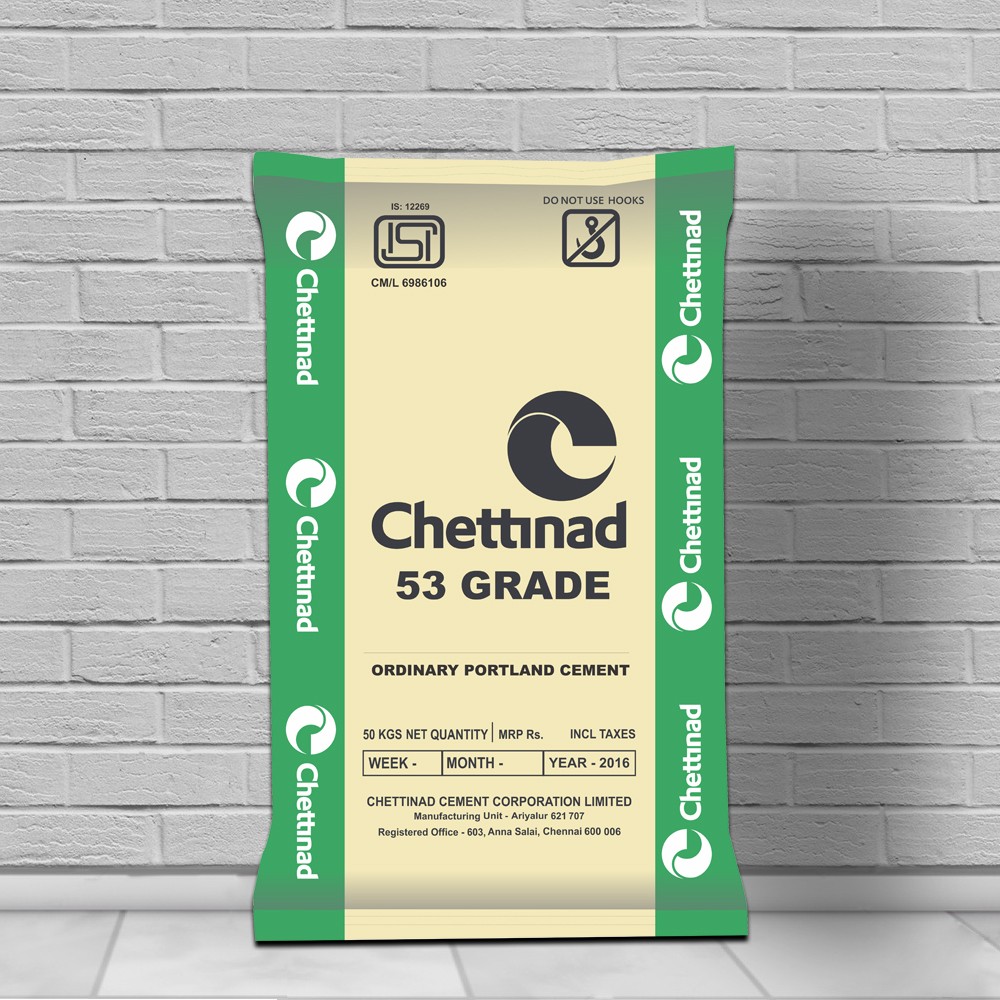 IS: 12269
ISI
CM/L 6986106
DO NOT USE HOOKS
Chettinad
53 GRADE
ORDINARY PORTLAND CEMENT
50 KGS NET QUANTITY | MRP Rs. INCL TAXES
WEEK - MONTH - YEAR - 2016
CHETTINAD CEMENT CORPORATION LIMITED
Manufacturing Unit - Ariyalur 621 707
Registered Office - 603, Anna Salai, Chennai 600 006
Chettinad
Chettinad
Chettinad
Chettinad
Chettinad
Chettinad